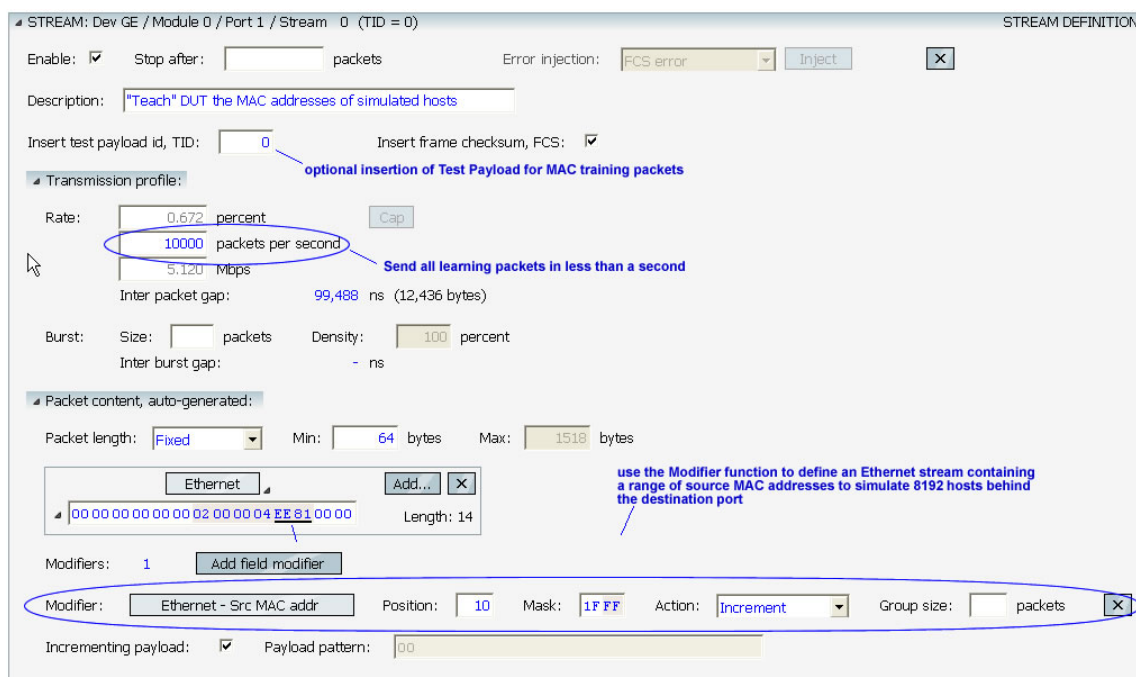 STREAM: Dev GE / Module 0 / Port 1 / Stream 0 (TID = 0) STREAM DEFINITION
Enable: Stop after: packets Error injection: FCS error Inject X
Description: "Teach" DUT the MAC addresses of simulated hosts
Insert test payload id, TID: 0 Insert frame checksum, FCS:
optional insertion of Test Payload for MAC training packets
Transmission profile:
Rate: 0.672 percent Cap
10000 packets per second
Send all learning packets in less than a second
5.120 Mbps
Inter packet gap: 99,488 ns (12,436 bytes)
Burst: Size: packets Density: 100 percent
Inter burst gap: - ns
Packet content, auto-generated:
Packet length: Fixed Min: 64 bytes Max: 1518 bytes
use the Modifier function to define an Ethernet stream containing
a range of source MAC addresses to simulate 8192 hosts behind
the destination port
Ethernet Add... X
00 00 00 00 00 00 02 00 00 04 EE 81 00 00 Length: 14
Modifiers: 1 Add field modifier
Modifier: Ethernet - Src MAC addr Position: 10 Mask: 1F FF Action: Increment Group size: packets X
Incrementing payload: Payload pattern: 00